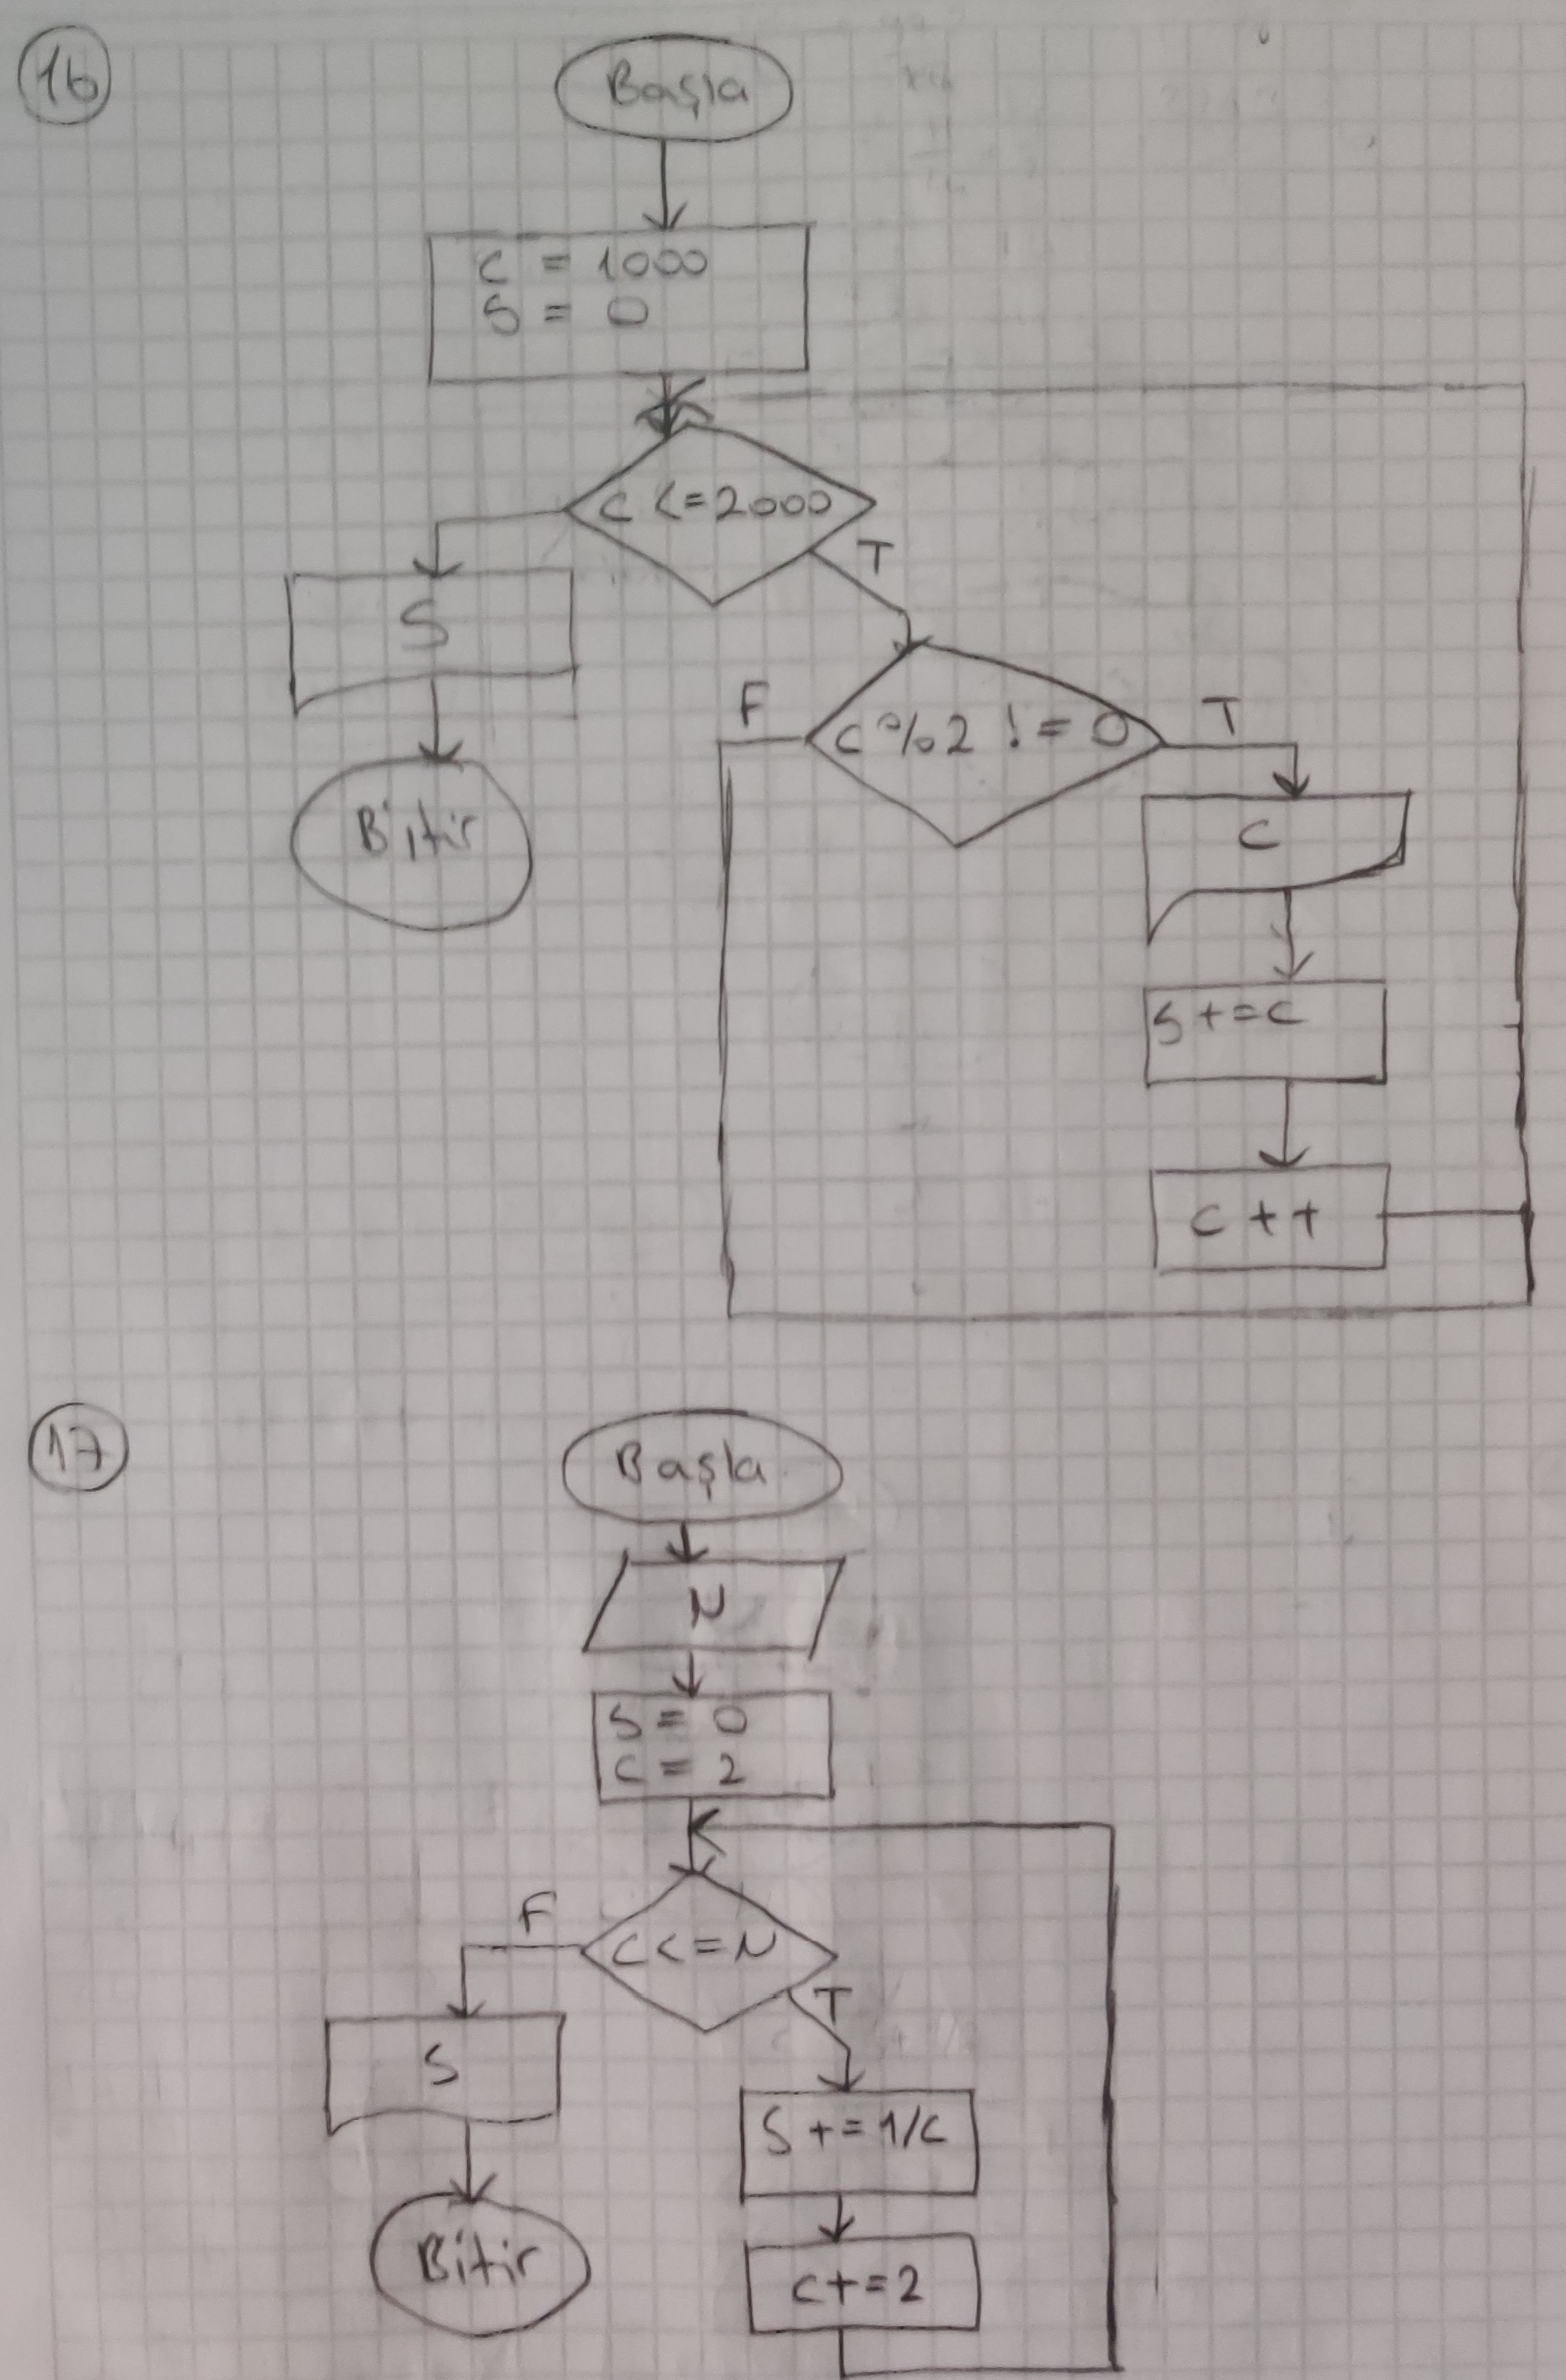 16
Başla
C = 1000
S = 0
C <= 2000
T
S
F
C % 2 != 0
T
Bitir
C
S += C
C ++
17
Başla
N
S = 0
C = 2
F
C <= N
T
S
S += 1/C
Bitir
C += 2